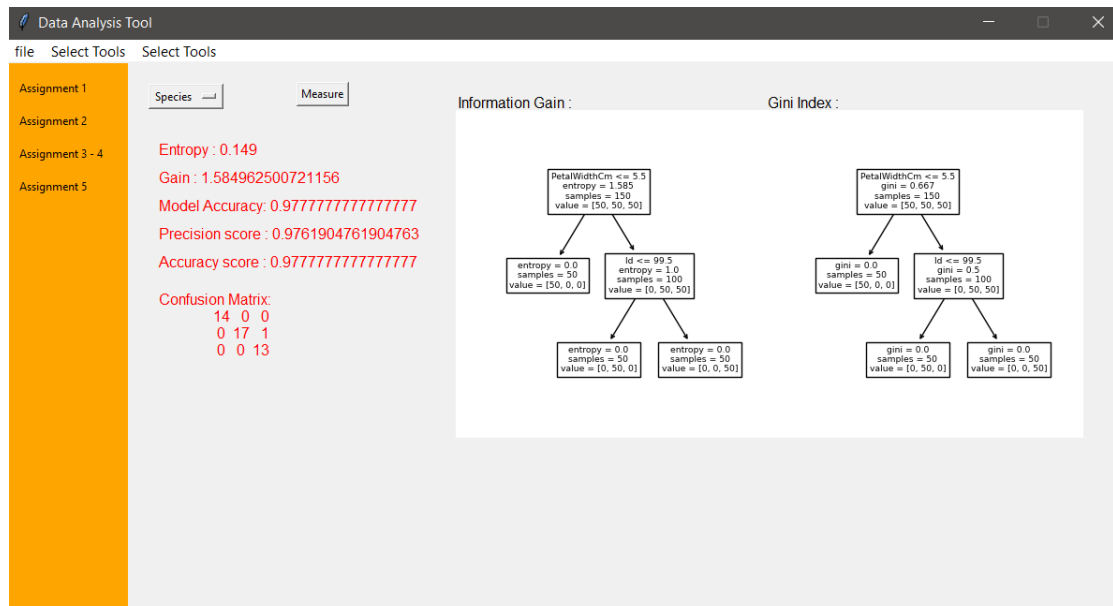 Data Analysis Tool
file Select Tools Select Tools
Assignment 1
Assignment 2
Assignment 3 - 4
Assignment 5
Species
Measure
Entropy : 0.149
Gain : 1.584962500721156
Model Accuracy: 0.9777777777777777
Precision score : 0.9761904761904763
Accuracy score : 0.9777777777777777
Confusion Matrix:
14 0 0
0 17 1
0 0 13
Information Gain :
PetalWidthCm <= 5.5
entropy = 1.585
samples = 150
value = [50, 50, 50]
entropy = 0.0
samples = 50
value = [50, 0, 0]
Id <= 99.5
entropy = 1.0
samples = 100
value = [0, 50, 50]
entropy = 0.0
samples = 50
value = [0, 50, 0]
entropy = 0.0
samples = 50
value = [0, 0, 50]
Gini Index :
PetalWidthCm <= 5.5
gini = 0.667
samples = 150
value = [50, 50, 50]
gini = 0.0
samples = 50
value = [50, 0, 0]
Id <= 99.5
gini = 0.5
samples = 100
value = [0, 50, 50]
gini = 0.0
samples = 50
value = [0, 50, 0]
gini = 0.0
samples = 50
value = [0, 0, 50]